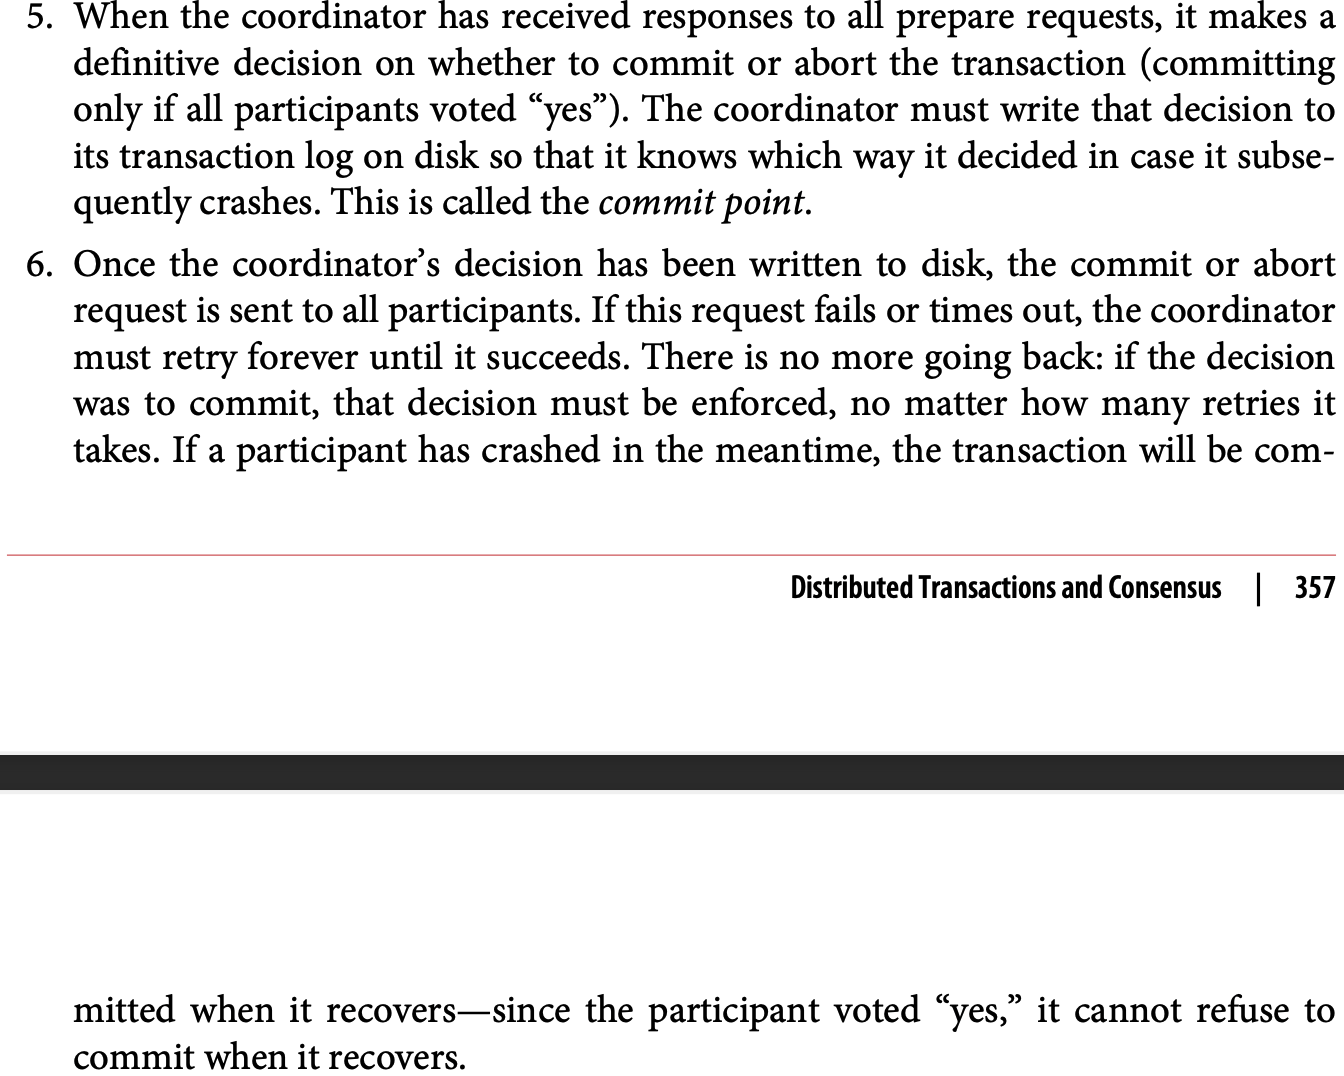 5. When the coordinator has received responses to all prepare requests, it makes a
definitive decision on whether to commit or abort the transaction (committing
only if all participants voted “yes”). The coordinator must write that decision to
its transaction log on disk so that it knows which way it decided in case it subse-
quently crashes. This is called the commit point.
6. Once the coordinator’s decision has been written to disk, the commit or abort
request is sent to all participants. If this request fails or times out, the coordinator
must retry forever until it succeeds. There is no more going back: if the decision
was to commit, that decision must be enforced, no matter how many retries it
takes. If a participant has crashed in the meantime, the transaction will be com-
Distributed Transactions and Consensus | 357
mitted when it recovers—since the participant voted “yes,” it cannot refuse to
commit when it recovers.